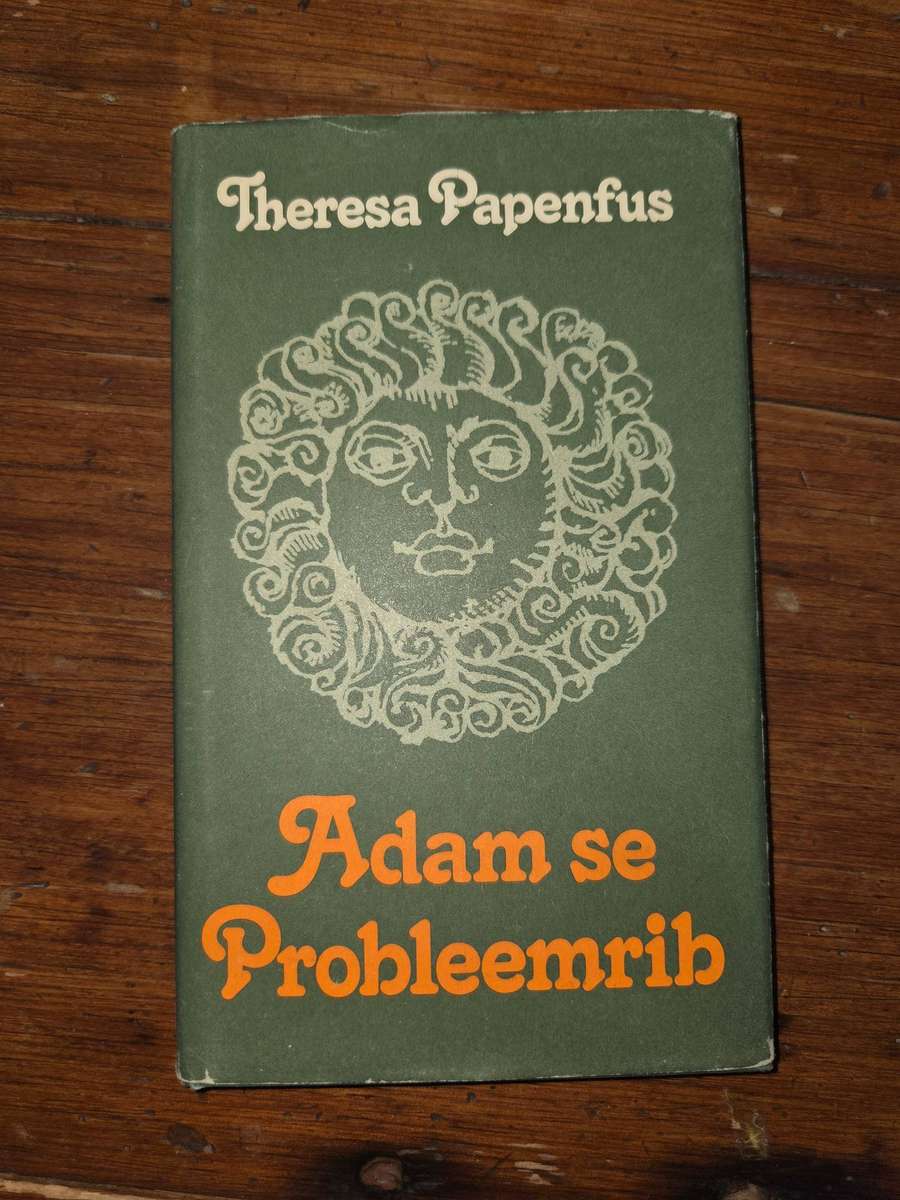 Theresa Papenfus
Adam se
Probleemrib